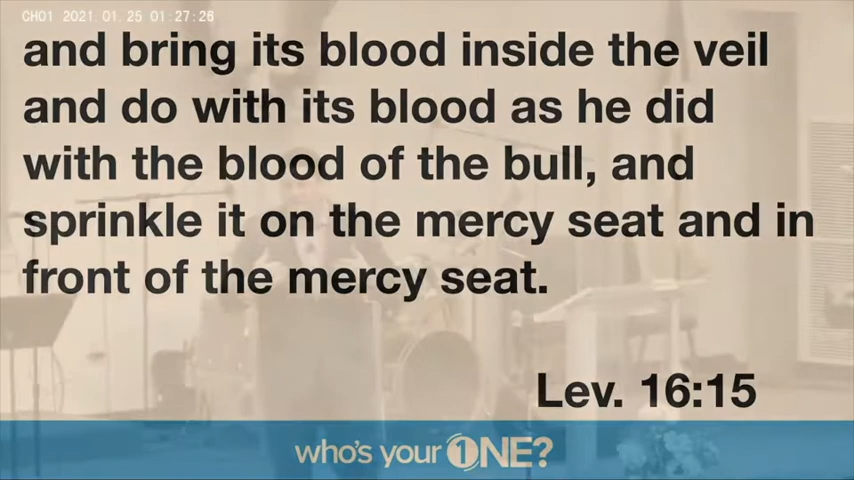 CH01 2021.01.25 01:27:26
and bring its blood inside the veil
and do with its blood as he did
with the blood of the bull, and
sprinkle it on the mercy seat and in
front of the mercy seat.
Lev. 16:15
who's your ONE?